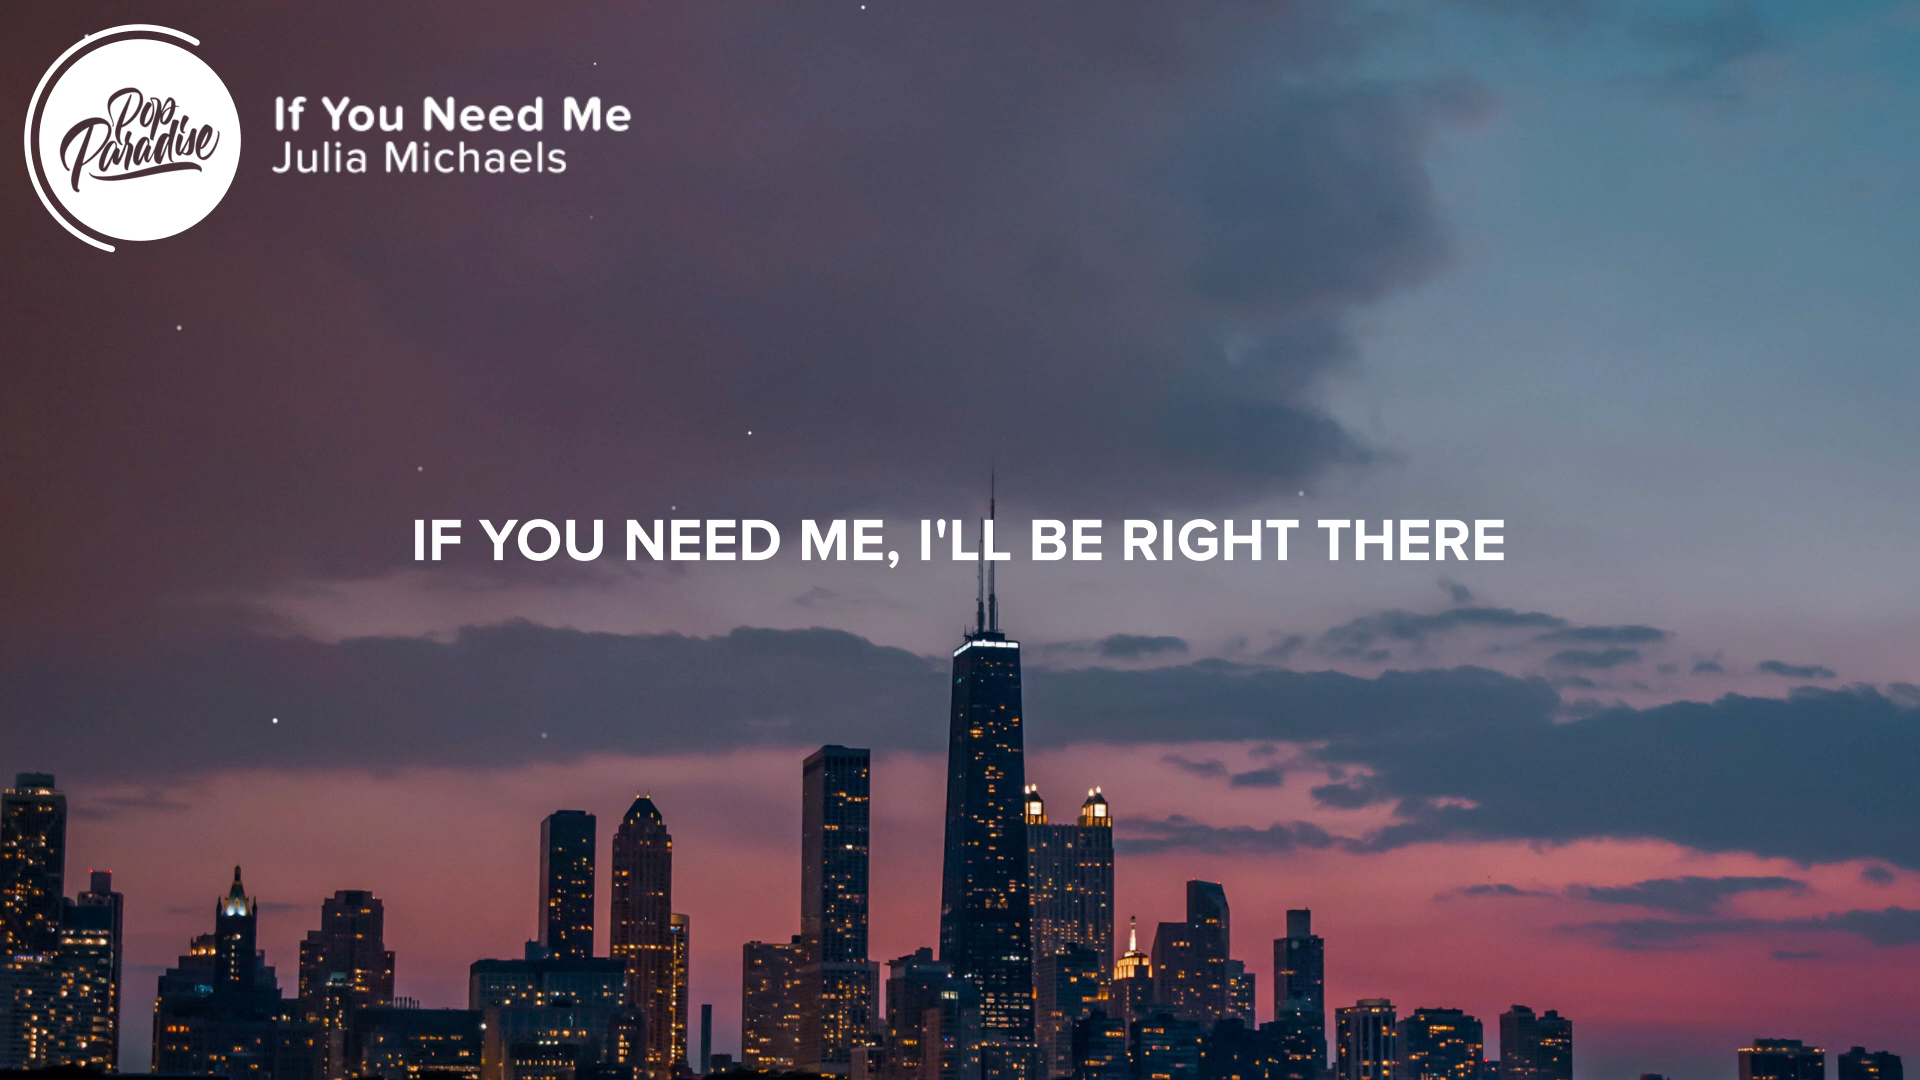 Pop
Paradise
If You Need Me
Julia Michaels
IF YOU NEED ME, I'LL BE RIGHT THERE